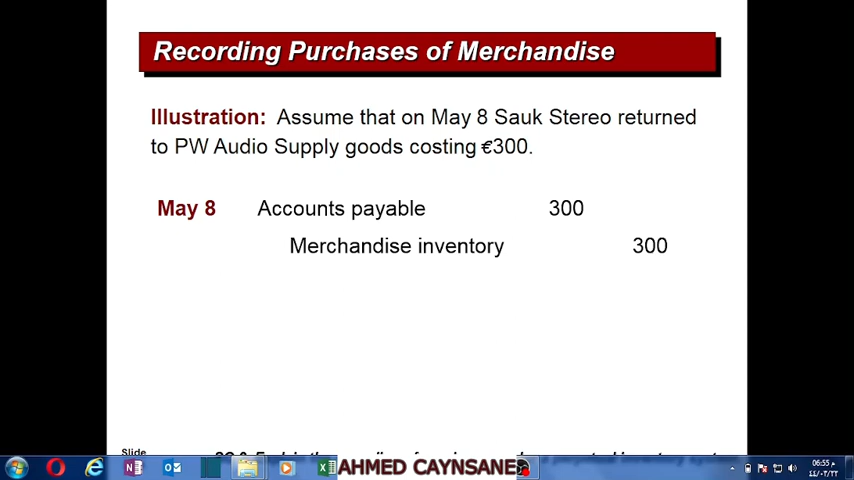 Recording Purchases of Merchandise
Illustration: Assume that on May 8 Sauk Stereo returned
to PW Audio Supply goods costing €300.
May 8 Accounts payable 300
Merchandise inventory 300
Slide
AHMED CAYNSANE
06:55 م